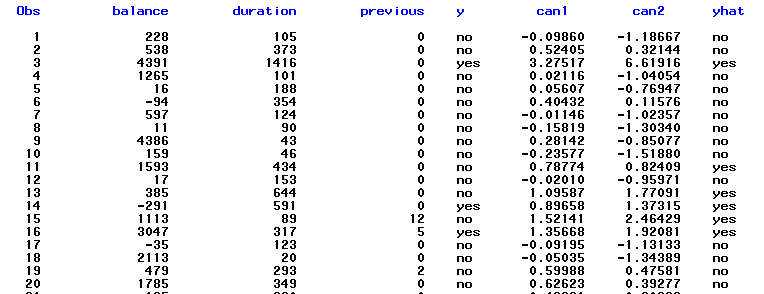 Obs balance duration previous y can1 can2 yhat
1 228 105 0 no -0.09860 -1.18667 no
2 538 373 0 no 0.52405 0.32144 no
3 4391 1416 0 yes 3.27517 6.61916 yes
4 1265 101 0 no 0.02116 -1.04054 no
5 16 188 0 no 0.05607 -0.76947 no
6 -94 354 0 no 0.40432 0.11576 no
7 597 124 0 no -0.01146 -1.02357 no
8 11 90 0 no -0.15819 -1.30340 no
9 4386 43 0 no 0.28142 -0.85077 no
10 159 46 0 no -0.23577 -1.51880 no
11 1593 434 0 no 0.78774 0.82409 yes
12 17 153 0 no -0.02010 -0.95971 no
13 385 644 0 no 1.09587 1.77091 yes
14 -291 591 0 yes 0.89658 1.37315 yes
15 1113 89 12 no 1.52141 2.46429 yes
16 3047 317 5 yes 1.35668 1.92081 yes
17 -35 123 0 no -0.09195 -1.13133 no
18 2113 20 0 no -0.05035 -1.34389 no
19 479 293 2 no 0.59988 0.47581 no
20 1785 349 0 no 0.62623 0.39277 no